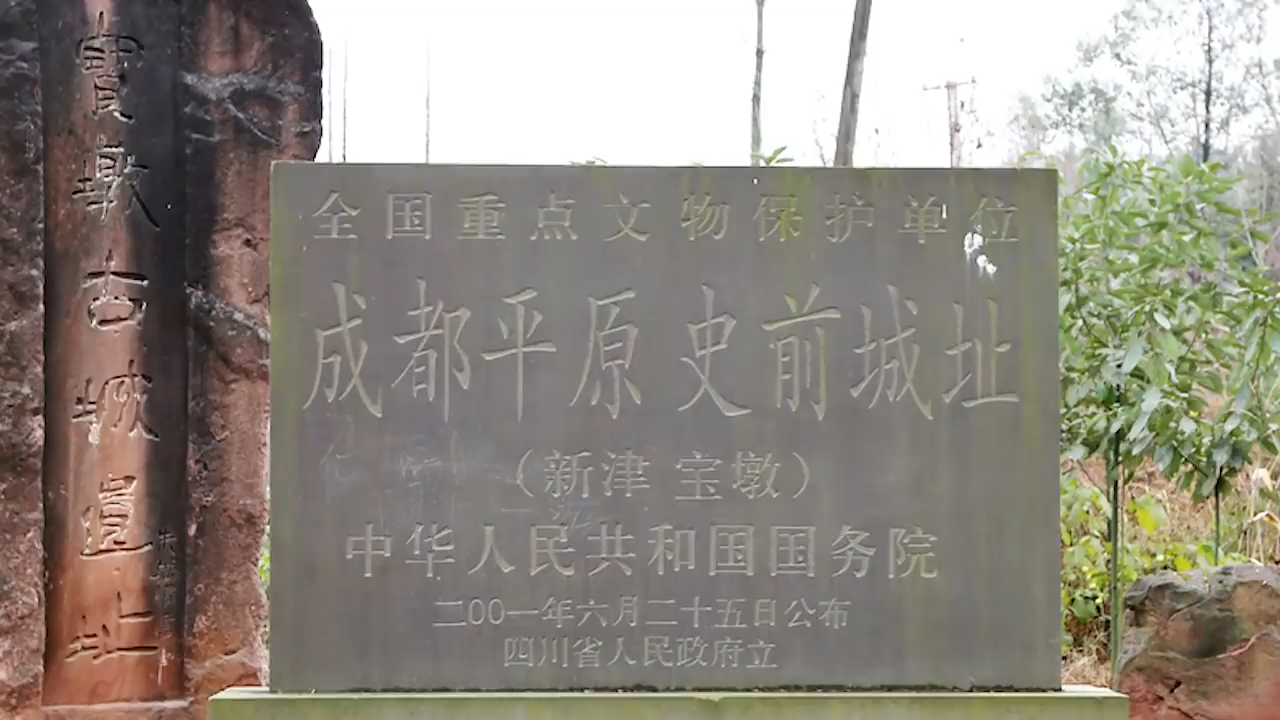 寶墩古城遺址
全国重点文物保护单位
成都平原史前城址
（新津 宝墩）
中华人民共和国国务院
二00一年六月二十五日公布
四川省人民政府立